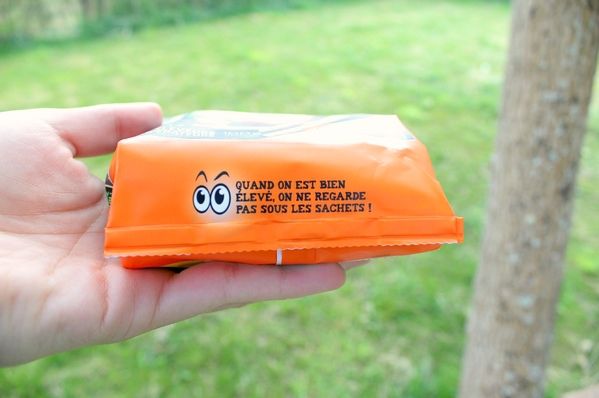 QUAND ON EST BIEN
ÉLEVÉ, ON NE REGARDE
PAS SOUS LES SACHETS !